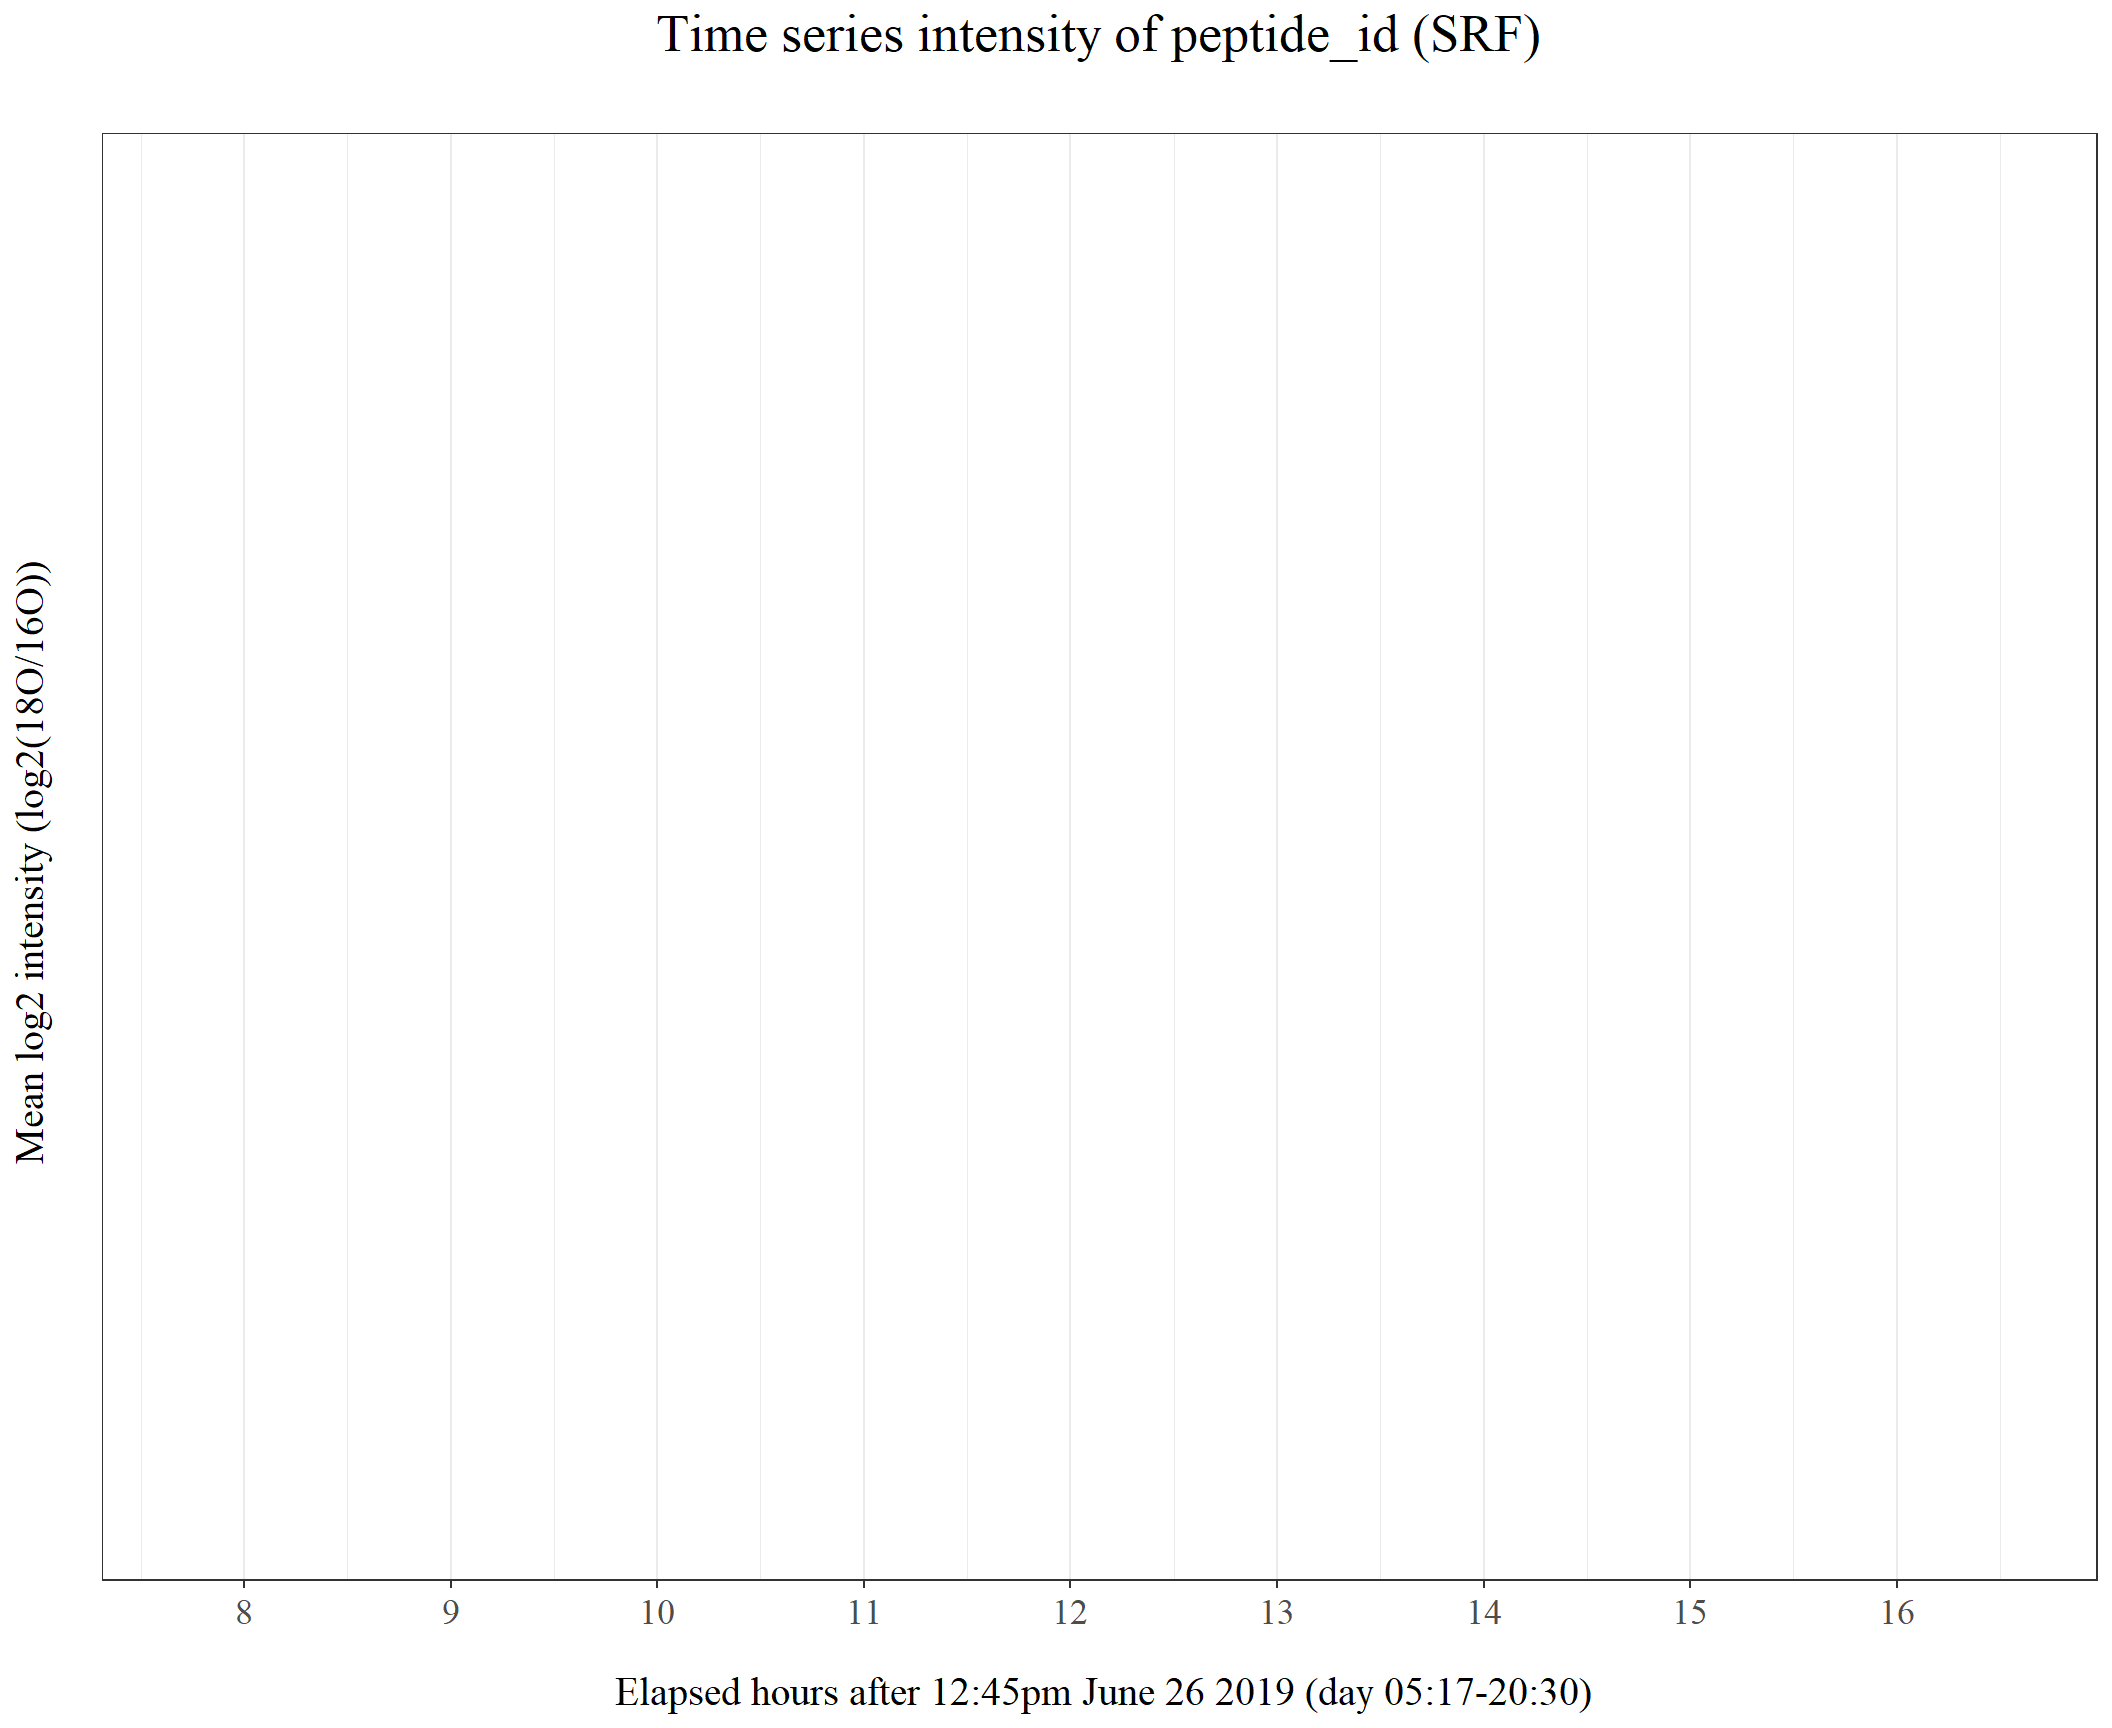 Time series intensity of peptide_id (SRF)
Mean log2 intensity (log2(18O/16O))
8 9 10 11 12 13 14 15 16
Elapsed hours after 12:45pm June 26 2019 (day 05:17-20:30)